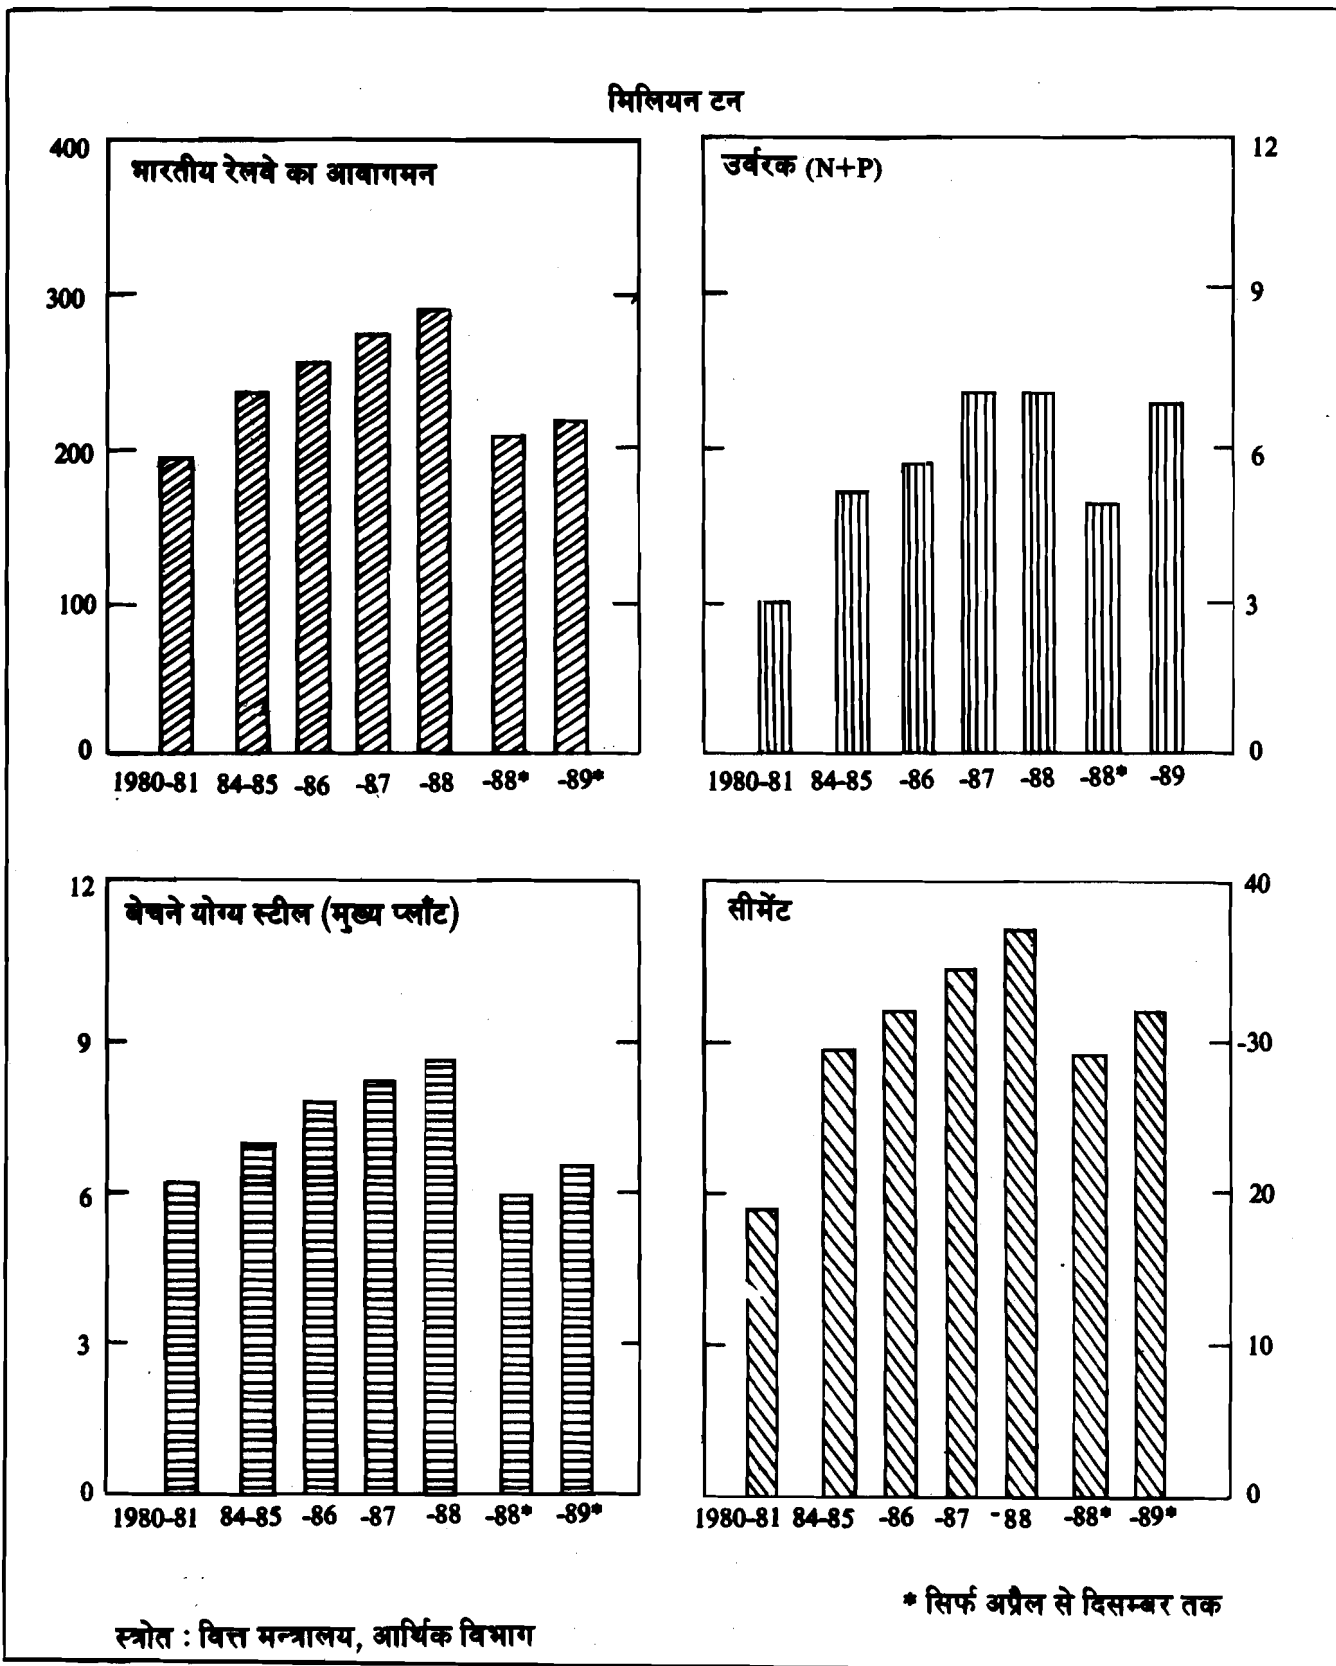 मिलियन टन
भारतीय रेलवे का आवागमन
400
300
200
100
0
1980-81 84-85 -86 -87 -88 -88* -89*
उर्वरक (N+P)
12
9
6
3
0
1980-81 84-85 -86 -87 -88 -88* -89
बेचने योग्य स्टील (मुख्य प्लाँट)
12
9
6
3
0
1980-81 84-85 -86 -87 -88 -88* -89*
सीमेंट
40
-30
20
10
0
1980-81 84-85 -86 -87 -88 -88* -89*
* सिर्फ अप्रैल से दिसम्बर तक
स्त्रोत : वित्त मन्त्रालय, आर्थिक विभाग